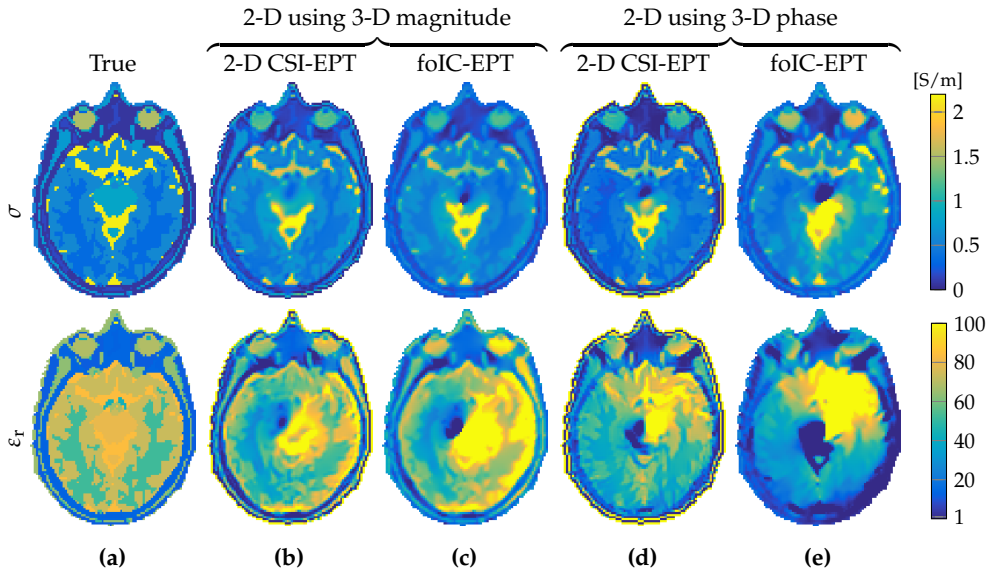 2-D using 3-D magnitude 2-D using 3-D phase
True 2-D CSI-EPT foIC-EPT 2-D CSI-EPT foIC-EPT [S/m]
2
1.5
σ
1
0.5
0
100
80
εr
60
40
20
1
(a) (b) (c) (d) (e)